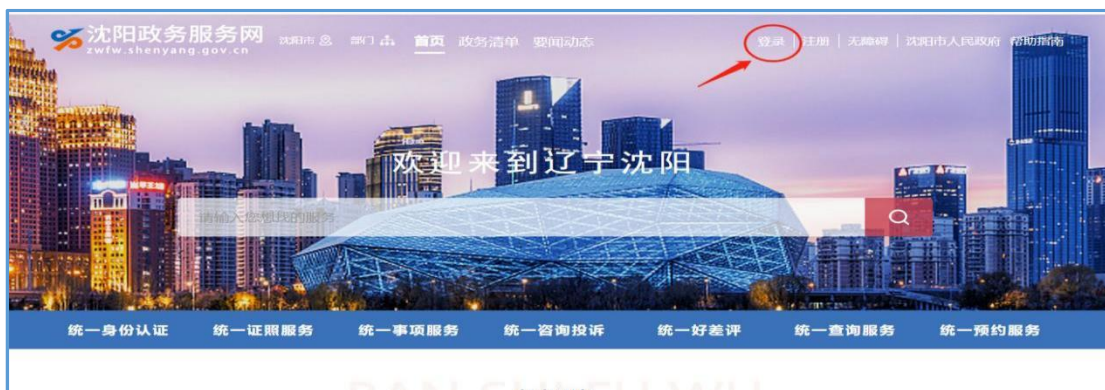 沈阳政务服务网
zwfw.shenyang.gov.cn
沈阳市 部门 首页 政务清单 要闻动态 登录 | 注册 | 无障碍 | 沈阳市人民政府 帮助指南
欢迎来到辽宁沈阳
请输入您想找的服务
统一身份认证 统一证照服务 统一事项服务 统一咨询投诉 统一好差评 统一查询服务 统一预约服务